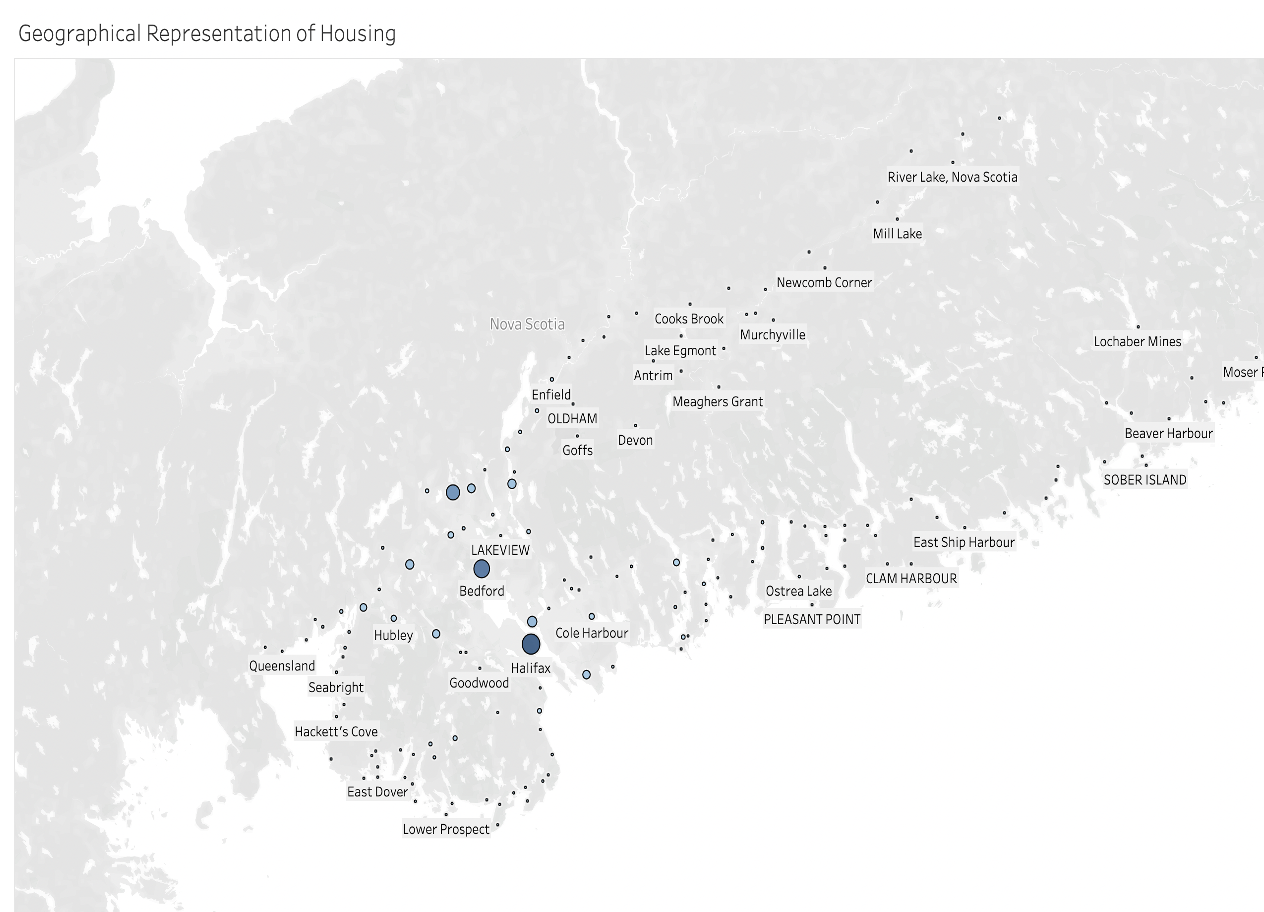 Geographical Representation of Housing
River Lake, Nova Scotia
Mill Lake
Newcomb Corner
Cooks Brook
Nova Scotia
Murchyville
Lochaber Mines
Lake Egmont
Moser
Antrim
Enfield
Meaghers Grant
OLDHAM
Beaver Harbour
Devon
Goffs
SOBER ISLAND
East Ship Harbour
LAKEVIEW
CLAM HARBOUR
Bedford
Ostrea Lake
PLEASANT POINT
Cole Harbour
Hubley
Queensland
Halifax
Goodwood
Seabright
Hackett's Cove
East Dover
Lower Prospect